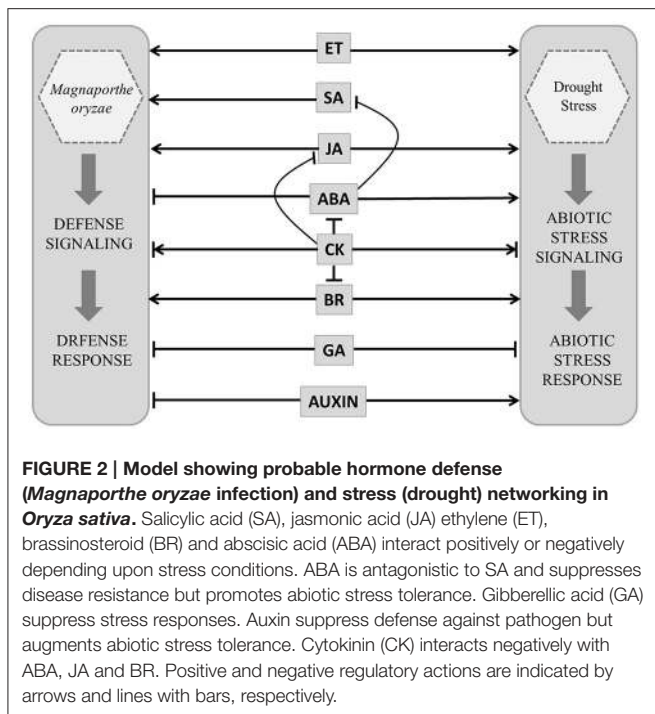 ET
Magnaporthe
oryzae
SA
Drought
Stress
JA
ABA
DEFENSE
SIGNALING
ABIOTIC
STRESS
SIGNALING
CK
BR
DRFENSE
RESPONSE
GA
ABIOTIC
STRESS
RESPONSE
AUXIN
FIGURE 2 | Model showing probable hormone defense
(Magnaporthe oryzae infection) and stress (drought) networking in
Oryza sativa. Salicylic acid (SA), jasmonic acid (JA) ethylene (ET),
brassinosteroid (BR) and abscisic acid (ABA) interact positively or negatively
depending upon stress conditions. ABA is antagonistic to SA and suppresses
disease resistance but promotes abiotic stress tolerance. Gibberellic acid (GA)
suppress stress responses. Auxin suppress defense against pathogen but
augments abiotic stress tolerance. Cytokinin (CK) interacts negatively with
ABA, JA and BR. Positive and negative regulatory actions are indicated by
arrows and lines with bars, respectively.